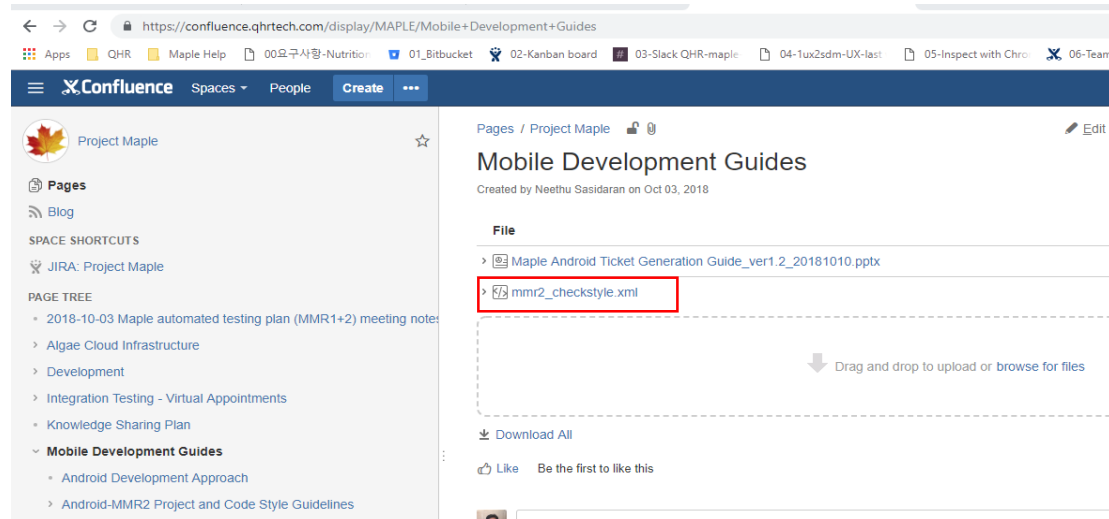 https://confluence.qhrtech.com/display/MAPLE/Mobile+Development+Guides
Apps QHR Maple Help 00요구사항-Nutrition 01_Bitbucket 02-Kanban board 03-Slack QHR-maple 04-1ux2sdm-UX-last 05-Inspect with Chro 06-Team
Confluence Spaces People Create
Project Maple
Pages
Blog
SPACE SHORTCUTS
JIRA: Project Maple
PAGE TREE
2018-10-03 Maple automated testing plan (MMR1+2) meeting notes
Algae Cloud Infrastructure
Development
Integration Testing - Virtual Appointments
Knowledge Sharing Plan
Mobile Development Guides
Android Development Approach
Android-MMR2 Project and Code Style Guidelines
Pages / Project Maple
Edit
Mobile Development Guides
Created by Neethu Sasidaran on Oct 03, 2018
File
Maple Android Ticket Generation Guide_ver1.2_20181010.pptx
mmr2_checkstyle.xml
Drag and drop to upload or browse for files
Download All
Like Be the first to like this